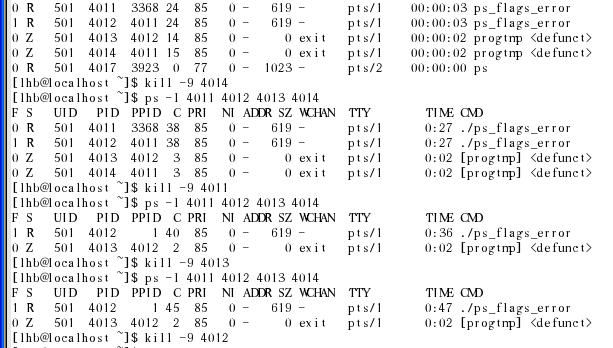 0 R 501 4011 3368 24 85 0 - 619 - pts/1 00:00:03 ps_flags_error
1 R 501 4012 4011 24 85 0 - 619 - pts/1 00:00:03 ps_flags_error
0 Z 501 4013 4012 14 85 0 - 0 exit pts/1 00:00:02 progtmp <defunct>
0 Z 501 4014 4011 15 85 0 - 0 exit pts/1 00:00:02 progtmp <defunct>
0 R 501 4017 3923 0 77 0 - 1023 - pts/2 00:00:00 ps
[lhb@localhost ~]$ kill -9 4014
[lhb@localhost ~]$ ps -l 4011 4012 4013 4014
F S UID PID PPID C PRI NI ADDR SZ WCHAN TTY TIME CMD
0 R 501 4011 3368 38 85 0 - 619 - pts/1 0:27 ./ps_flags_error
1 R 501 4012 4011 38 85 0 - 619 - pts/1 0:27 ./ps_flags_error
0 Z 501 4013 4012 3 85 0 - 0 exit pts/1 0:02 [progtmp] <defunct>
0 Z 501 4014 4011 3 85 0 - 0 exit pts/1 0:02 [progtmp] <defunct>
[lhb@localhost ~]$ kill -9 4011
[lhb@localhost ~]$ ps -l 4011 4012 4013 4014
F S UID PID PPID C PRI NI ADDR SZ WCHAN TTY TIME CMD
1 R 501 4012 1 40 85 0 - 619 - pts/1 0:36 ./ps_flags_error
0 Z 501 4013 4012 2 85 0 - 0 exit pts/1 0:02 [progtmp] <defunct>
[lhb@localhost ~]$ kill -9 4013
[lhb@localhost ~]$ ps -l 4011 4012 4013 4014
F S UID PID PPID C PRI NI ADDR SZ WCHAN TTY TIME CMD
1 R 501 4012 1 45 85 0 - 619 - pts/1 0:47 ./ps_flags_error
0 Z 501 4013 4012 2 85 0 - 0 exit pts/1 0:02 [progtmp] <defunct>
[lhb@localhost ~]$ kill -9 4012